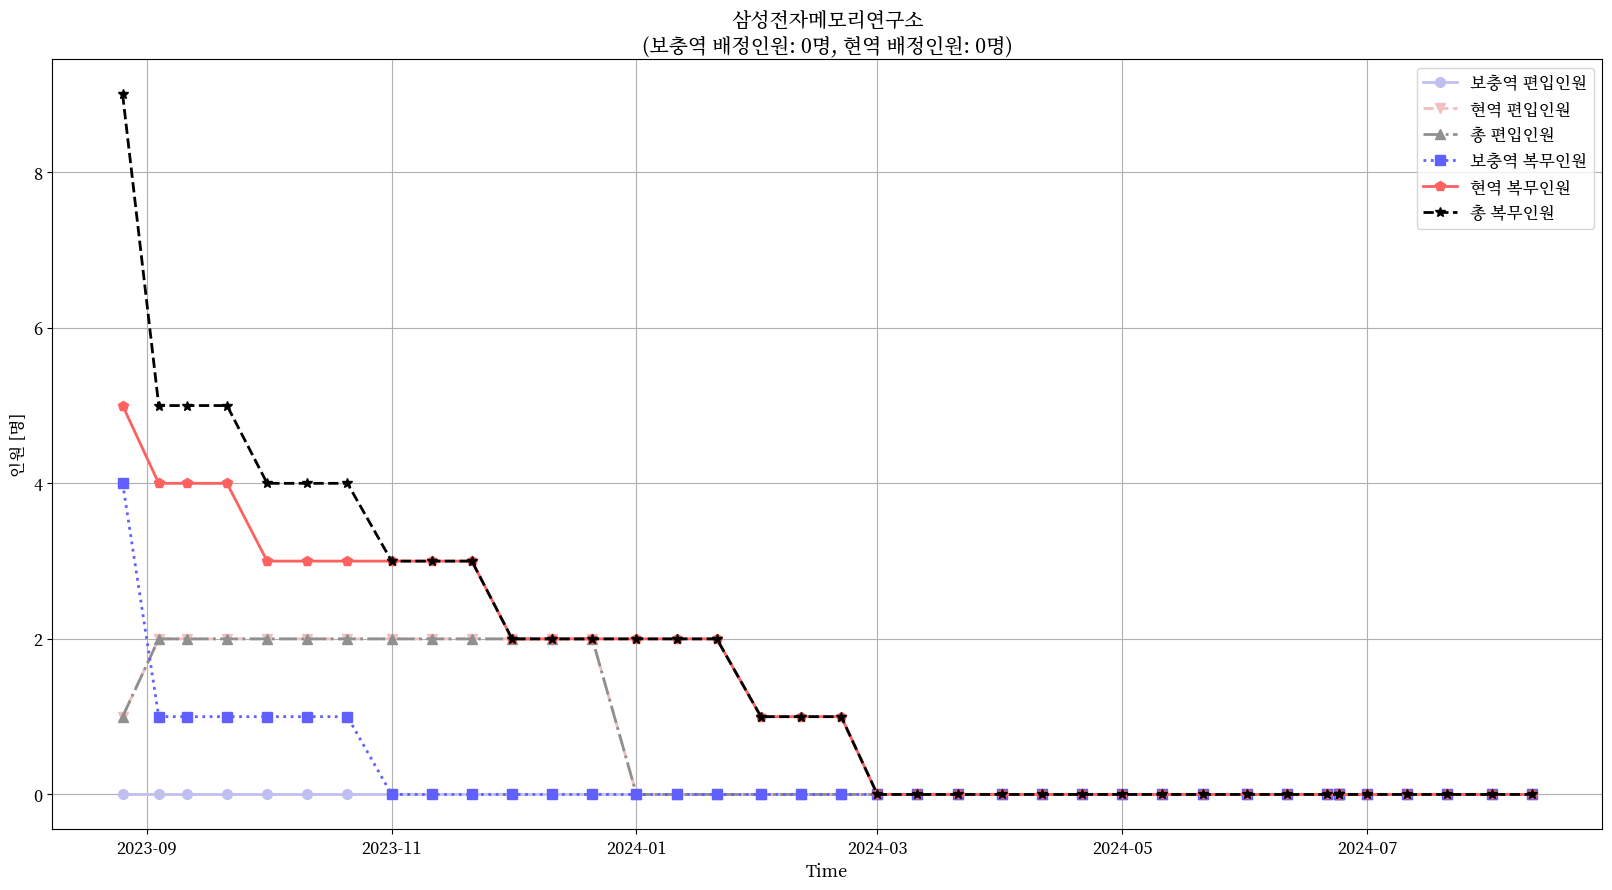 삼성전자메모리연구소
(보충역 배정인원: 0명, 현역 배정인원: 0명)
보충역 편입인원
현역 편입인원
총 편입인원
보충역 복무인원
현역 복무인원
총 복무인원
인원 [명]
8
6
4
2
0
2023-09
2023-11
2024-01
2024-03
2024-05
2024-07
Time